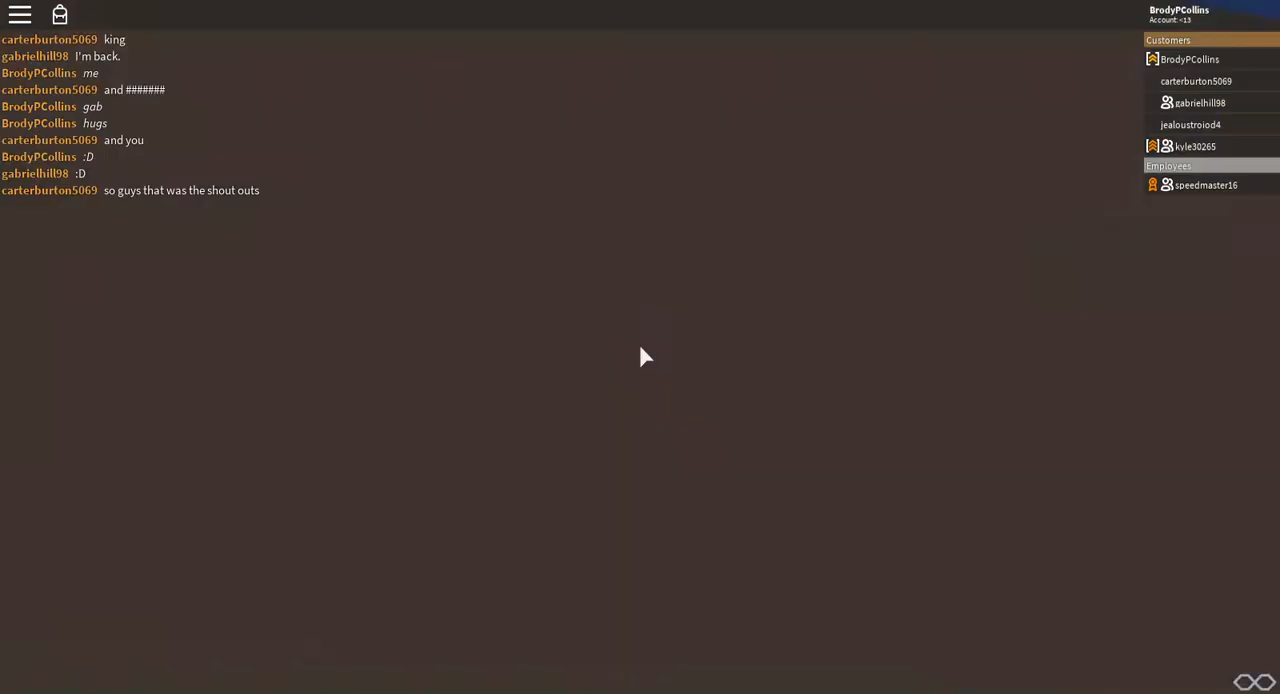 BrodyPCollins
Account: <13
carterburton5069 king
gabrielhill98 I'm back.
BrodyPCollins me
carterburton5069 and #######
BrodyPCollins gab
BrodyPCollins hugs
carterburton5069 and you
BrodyPCollins :D
gabrielhill98 :D
carterburton5069 so guys that was the shout outs
Customers
BrodyPCollins
carterburton5069
gabrielhill98
jealoustroiod4
kyle30265
Employees
speedmaster16